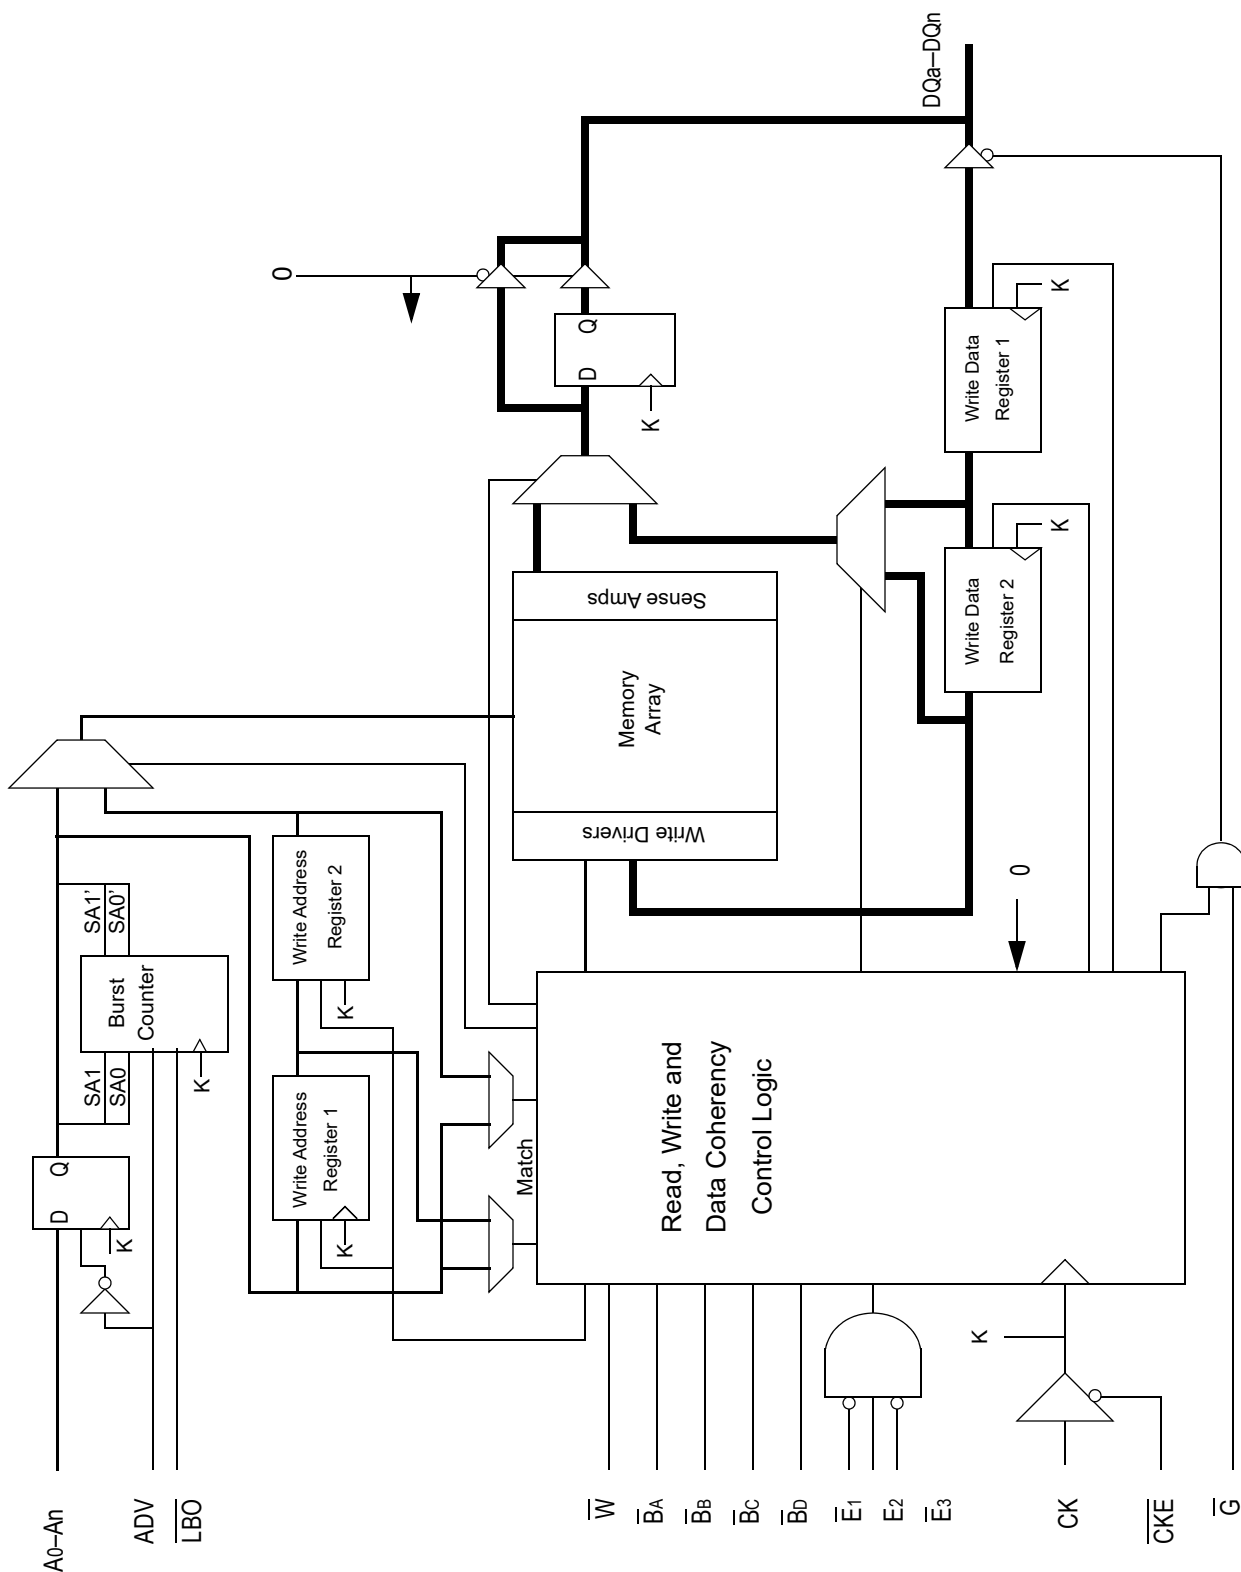 A0–An
ADV
LBO
D Q
K
SA1
SA0
Burst
Counter
SA1'
SA0'
K
Write Address
Register 1
K
Write Address
Register 2
K
Match
W
BA
BB
BC
BD
E1
E2
E3
CK
CKE
G
K
Read, Write and
Data Coherency
Control Logic
0
Write Drivers
Memory
Array
Sense Amps
Write Data
Register 2
K
Write Data
Register 1
K
D Q
K
0
DQa–DQn